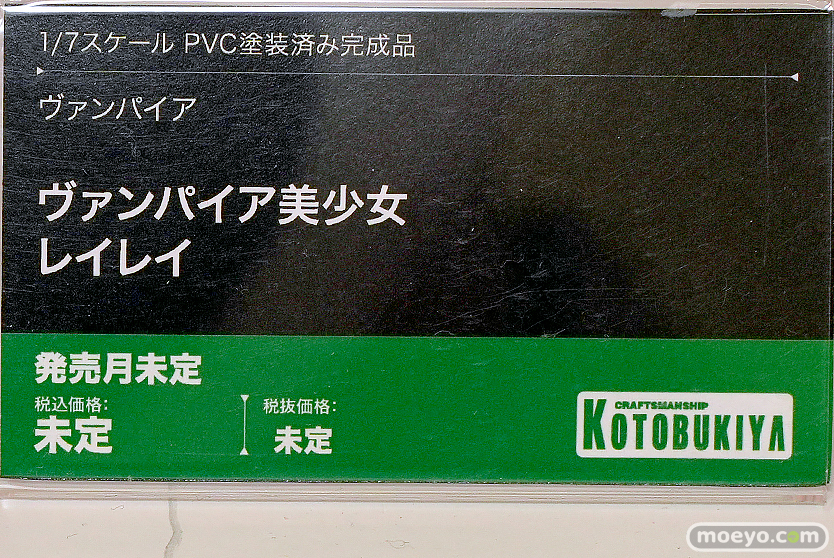 1/7スケール PVC塗装済み完成品
ヴァンパイア
ヴァンパイア美少女
レイレイ
発売月未定
税込価格:
未定
税抜価格:
未定
CRAFTSMANSHIP
KOTOBUKIYA
moeyo.com